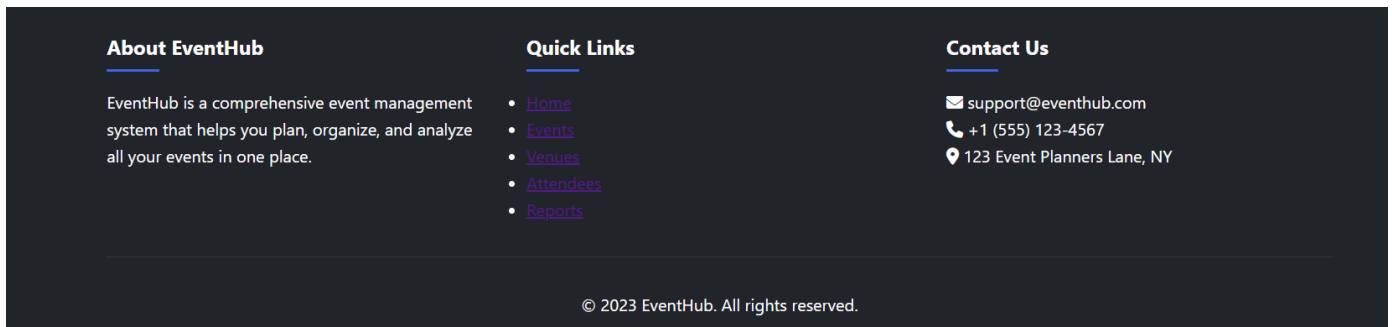 About EventHub
EventHub is a comprehensive event management
system that helps you plan, organize, and analyze
all your events in one place.
Quick Links
Home
Events
Venues
Attendees
Reports
Contact Us
support@eventhub.com
+1 (555) 123-4567
123 Event Planners Lane, NY
© 2023 EventHub. All rights reserved.